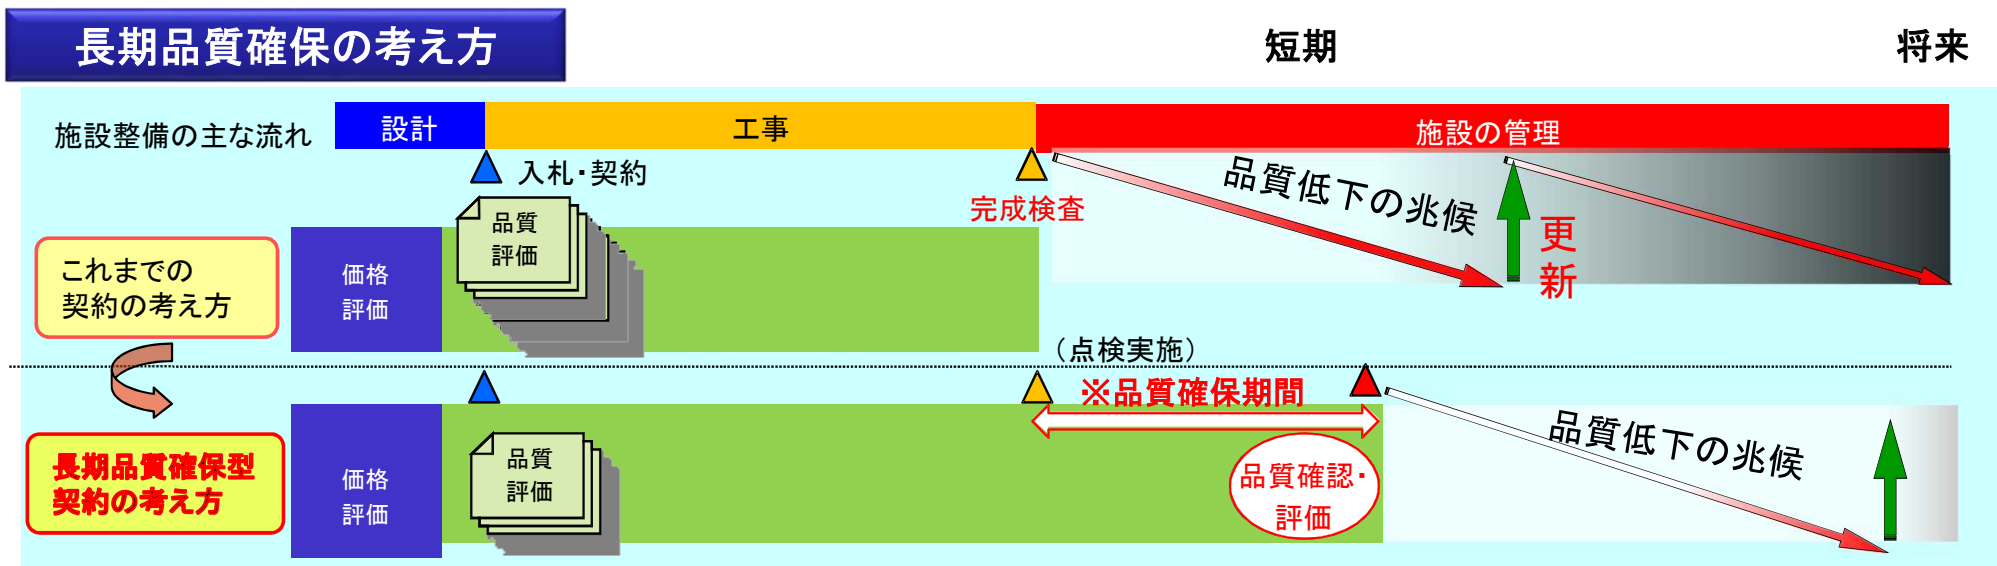 長期品質確保の考え方
短期
将来
施設整備の主な流れ
設計
工事
施設の管理
入札・契約
完成検査
品質低下の兆候
更新
これまでの
契約の考え方
価格
評価
品質
評価
(点検実施)
※品質確保期間
長期品質確保型
契約の考え方
価格
評価
品質
評価
品質確認・
評価
品質低下の兆候